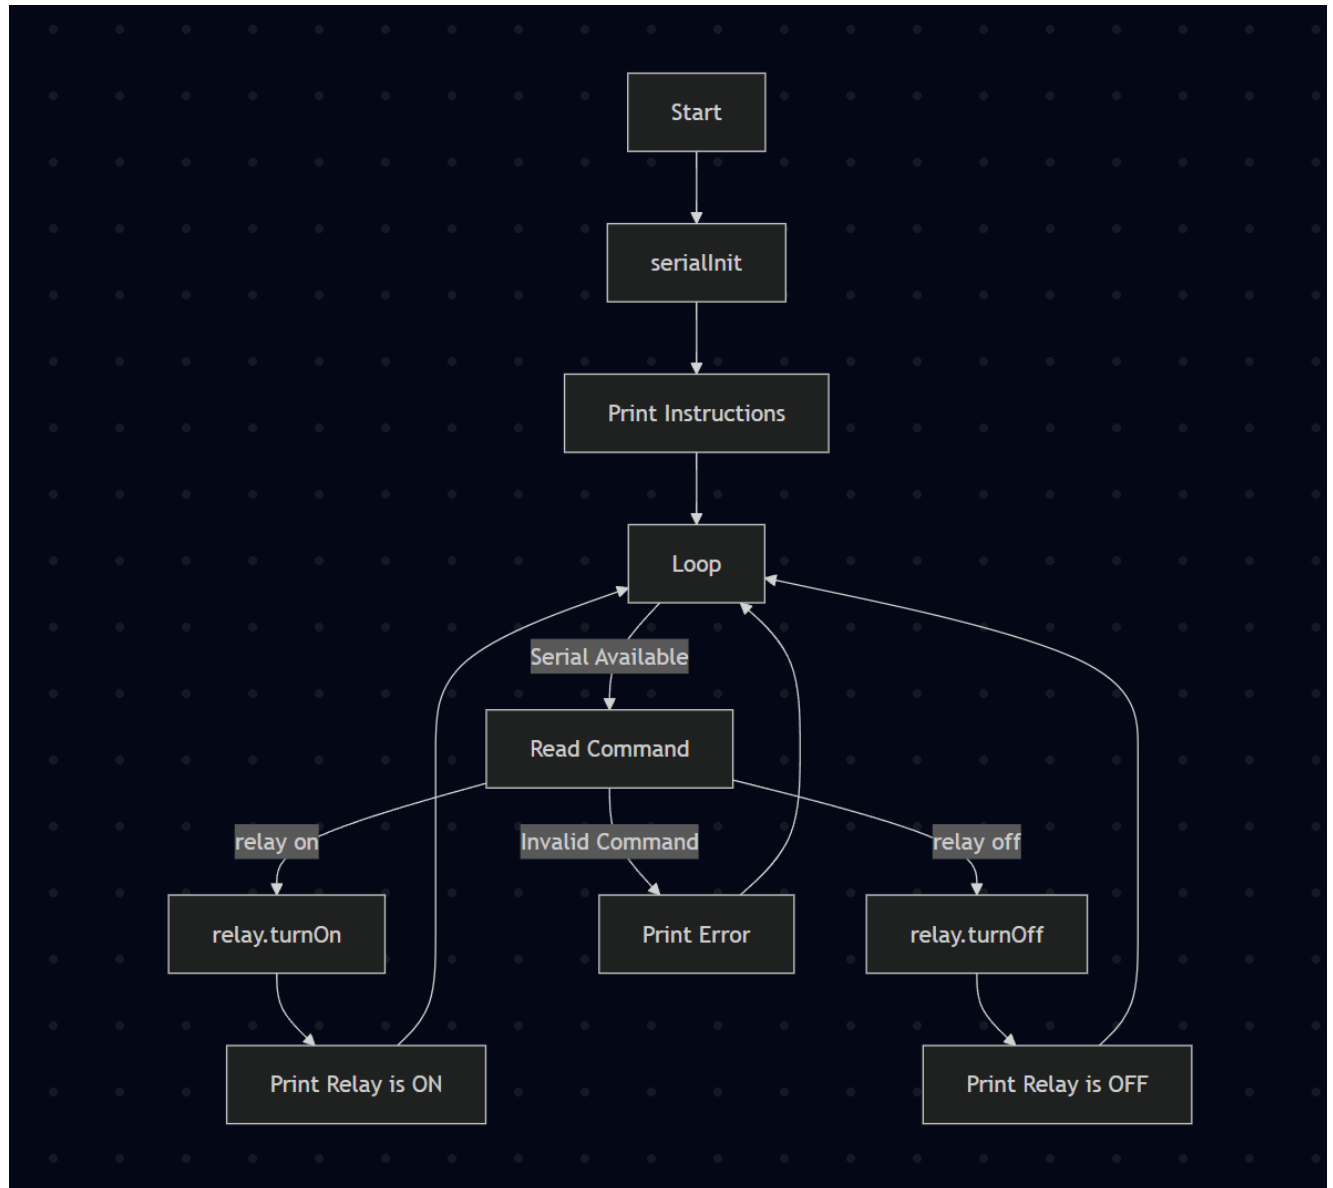 Start
serialInit
Print Instructions
Loop
Serial Available
Read Command
relay on
Invalid Command
relay off
relay.turnOn
Print Error
relay.turnOff
Print Relay is ON
Print Relay is OFF